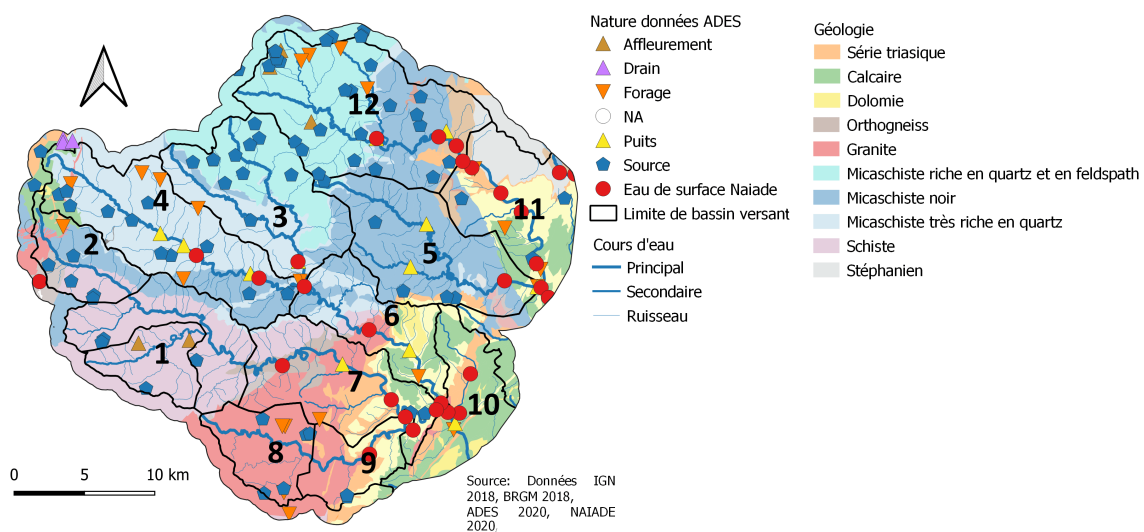 Nature données ADES
Affleurement
Drain
Forage
NA
Puits
Source
Eau de surface Naiade
Limite de bassin versant
Cours d'eau
Principal
Secondaire
Ruisseau
Géologie
Série triasique
Calcaire
Dolomie
Orthogneiss
Granite
Micaschiste riche en quartz et en feldspath
Micaschiste noir
Micaschiste très riche en quartz
Schiste
Stéphanien
12
4
3
11
2
5
6
1
7
10
8
9
0 5 10 km
Source: Données IGN
2018, BRGM 2018,
ADES 2020, NAIADE
2020.